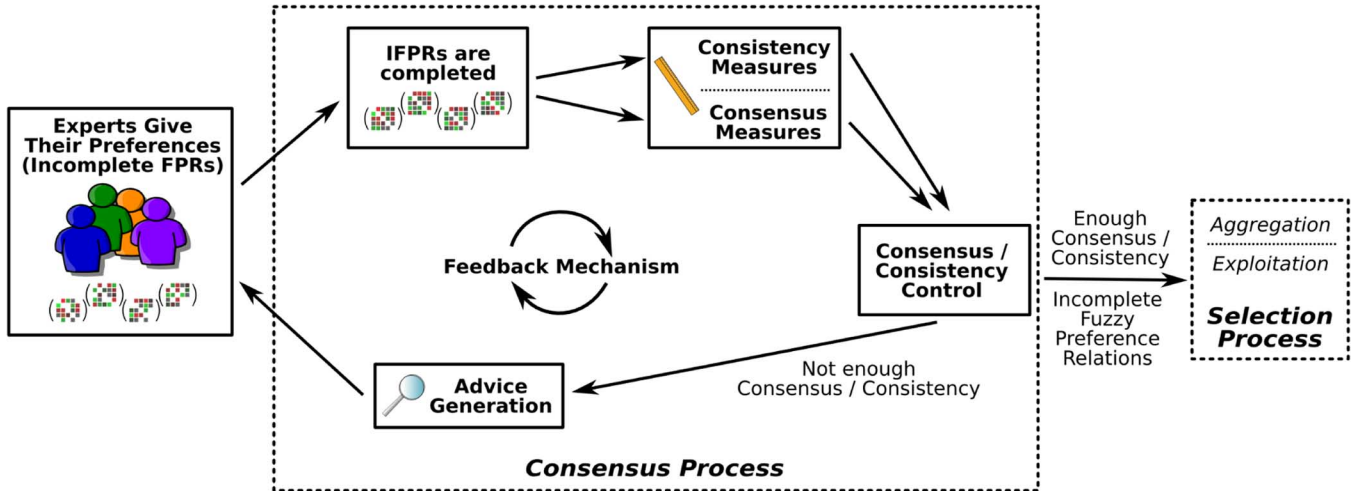 Experts Give
Their Preferences
(Incomplete FPRs)
IFPRs are
completed
Consistency
Measures
Consensus
Measures
Feedback Mechanism
Consensus /
Consistency
Control
Advice
Generation
Not enough
Consensus / Consistency
Consensus Process
Enough
Consensus /
Consistency
Incomplete
Fuzzy
Preference
Relations
Aggregation
Exploitation
Selection
Process